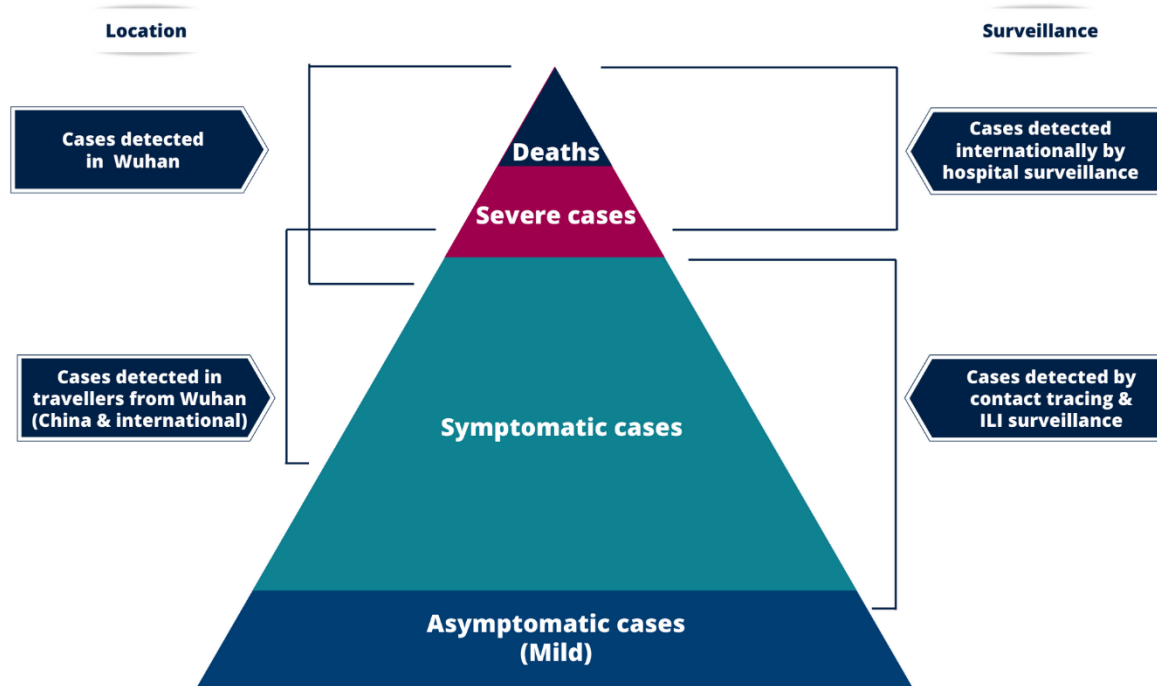 Location
Surveillance
Cases detected
in Wuhan
Cases detected
internationally by
hospital surveillance
Deaths
Severe cases
Cases detected in
travellers from Wuhan
(China & international)
Cases detected by
contact tracing &
ILI surveillance
Symptomatic cases
Asymptomatic cases
(Mild)